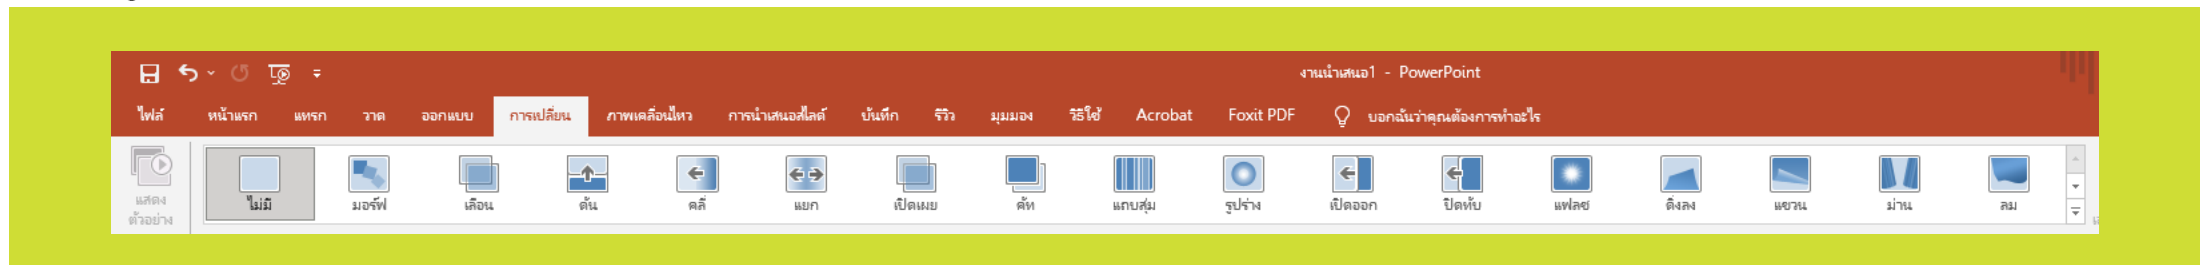 งานนำเสนอ1 - PowerPoint
ไฟล์ หน้าแรก แทรก วาด ออกแบบ การเปลี่ยน ภาพเคลื่อนไหว การนำเสนอสไลด์ บันทึก รีวิว มุมมอง วิธีใช้ Acrobat Foxit PDF บอกฉันว่าคุณต้องการทำอะไร
แสดง
ตัวอย่าง
ไม่มี มอร์ฟ เลือน ดัน คลี่ แยก เปิดเผย คัท แถบสุ่ม รูปร่าง เปิดออก ปิดทับ แฟลช ดิ่งลง แขวน ม่าน ลม